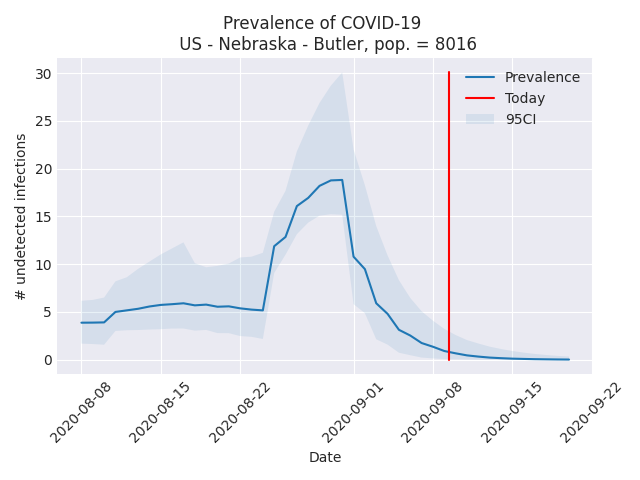 Prevalence of COVID-19
US - Nebraska - Butler, pop. = 8016
Prevalence
Today
95CI
# undetected infections
30
25
20
15
10
5
0
2020-08-08
2020-08-15
2020-08-22
2020-09-01
2020-09-08
2020-09-15
2020-09-22
Date